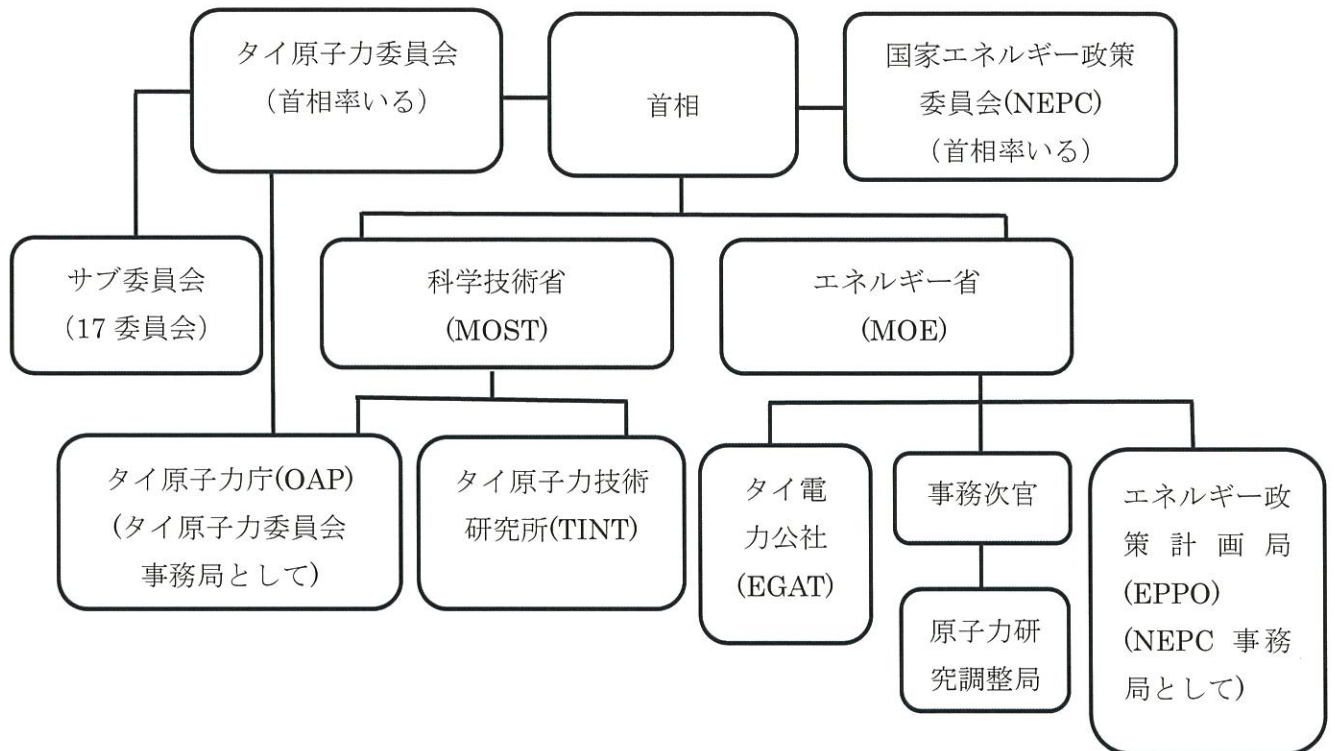 タイ原子力委員会
（首相率いる）
首相
国家エネルギー政策
委員会(NEPC)
（首相率いる）
サブ委員会
（17 委員会）
科学技術省
(MOST)
エネルギー省
(MOE)
タイ原子力庁(OAP)
(タイ原子力委員会
事務局として)
タイ原子力技術
研究所(TINT)
タイ電
力公社
(EGAT)
事務次官
原子力研
究調整局
エネルギー政
策計画局
(EPPO)
(NEPC 事務
局として)